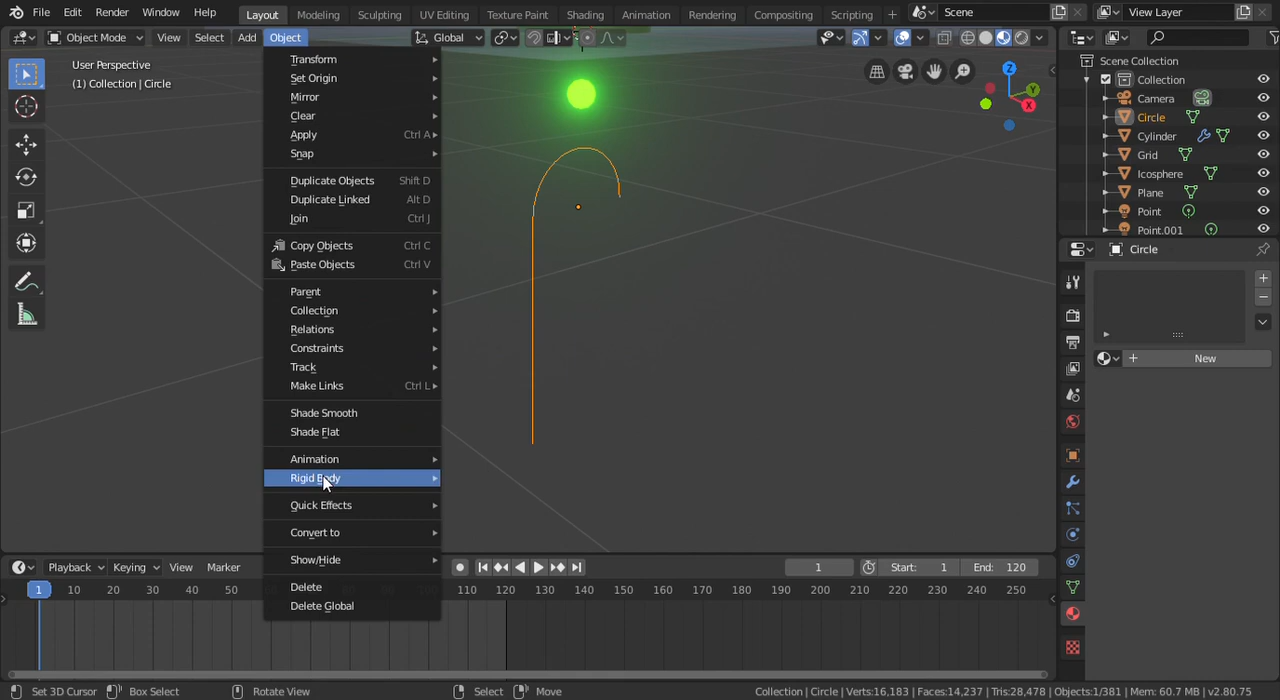 File Edit Render Window Help Layout Modeling Sculpting UV Editing Texture Paint Shading Animation Rendering Compositing Scripting + Scene View Layer
Object Mode View Select Add Object Global
User Perspective
(1) Collection | Circle
Transform
Set Origin
Mirror
Clear
Apply Ctrl A
Snap
Duplicate Objects Shift D
Duplicate Linked Alt D
Join Ctrl J
Copy Objects Ctrl C
Paste Objects Ctrl V
Parent
Collection
Relations
Constraints
Track
Make Links Ctrl L
Shade Smooth
Shade Flat
Animation
Rigid Body
Quick Effects
Convert to
Show/Hide
Delete
Delete Global
Z
Y
X
Scene Collection
Collection
Camera
Circle
Cylinder
Grid
Icosphere
Plane
Point
Point.001
Circle
+ New
Playback Keying View Marker 1 Start: 1 End: 120
1 10 20 30 40 50 110 120 130 140 150 160 170 180 190 200 210 220 230 240 250
Set 3D Cursor Box Select Rotate View Select Move Collection | Circle | Verts:16,183 | Faces:14,237 | Tris:28,478 | Objects:1/381 | Mem: 60.7 MB | v2.80.75